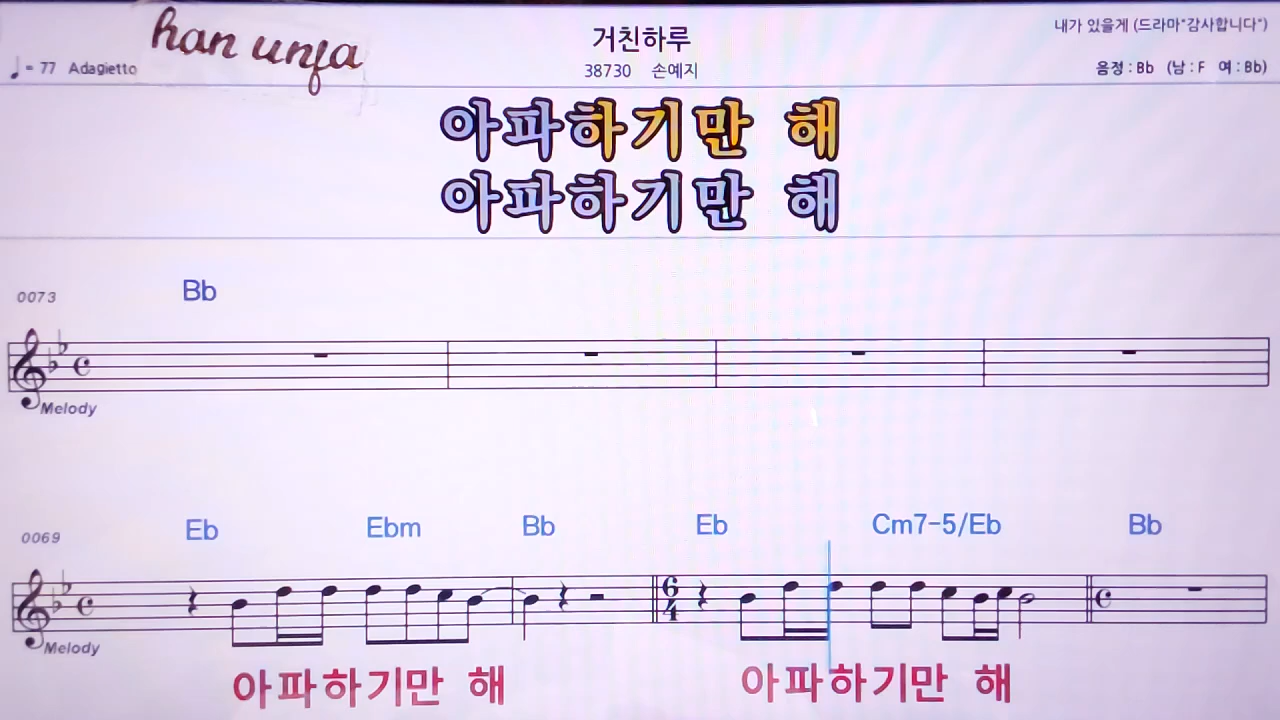 han unja
거친하루
내가 있을게 (드라마"감사합니다")
♩= 77 Adagietto
38730 손예지
음정 : Bb (남 : F 여 : Bb)
아파하기만 해
아파하기만 해
0073 Bb
Melody
0069 Eb Ebm Bb Eb Cm7-5/Eb Bb
6
4
Melody
아파하기만 해 아파하기만 해